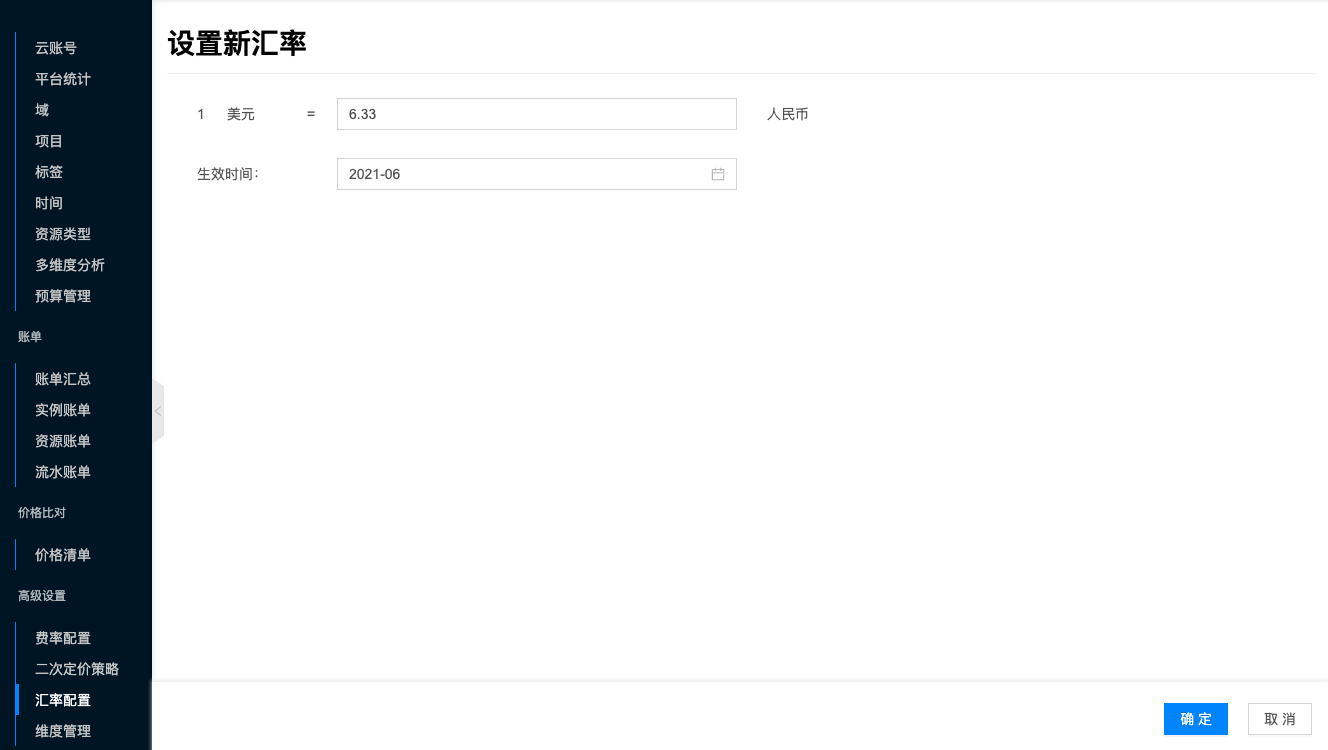 云账号
平台统计
域
项目
标签
时间
资源类型
多维度分析
预算管理
账单
账单汇总
实例账单
资源账单
流水账单
价格比对
价格清单
高级设置
费率配置
二次定价策略
汇率配置
维度管理
设置新汇率
1 美元 = 6.33 人民币
生效时间: 2021-06
确 定 取 消